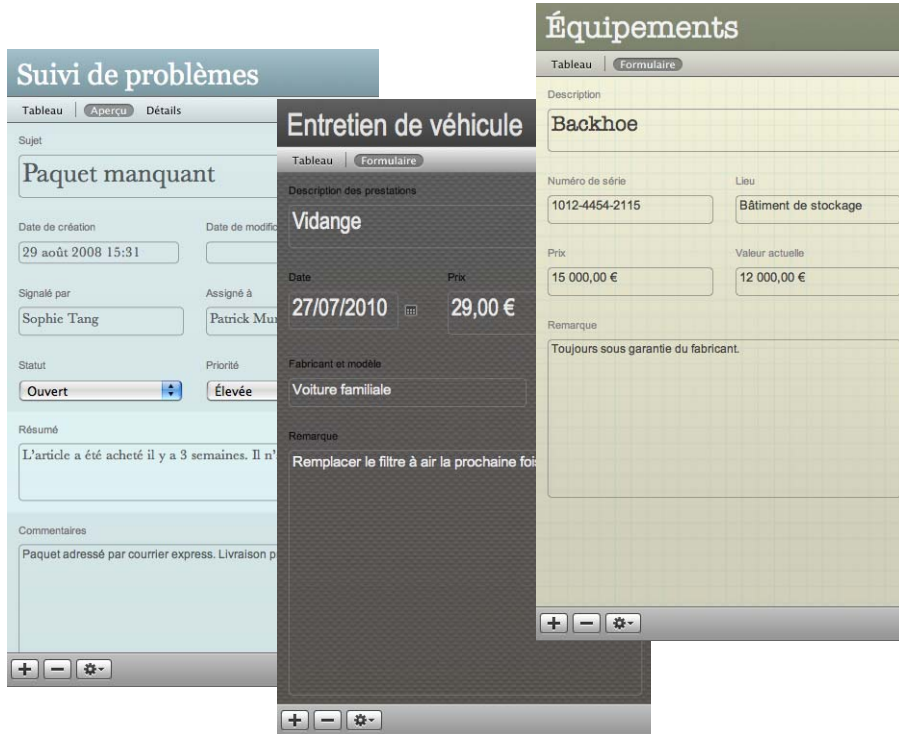 Suivi de problèmes
Tableau Aperçu Détails
Sujet
Paquet manquant
Date de création Date de
29 août 2008 15:31
Signalé par Assigné à
Sophie Tang Patrick
Statut Priorité
Ouvert Élevée
Résumé
L'article a été acheté il y a 3 semaines. Il
Commentaires
Paquet adressé par courrier express. Livraison
Entretien de véhicule
Tableau Formulaire
Description des prestations
Vidange
Date Prix
27/07/2010 29,00 €
Fabricant et modèle
Voiture familiale
Remarque
Remplacer le filtre à air la prochaine
Équipements
Tableau Formulaire
Description
Backhoe
Numéro de série Lieu
1012-4454-2115 Bâtiment de stockage
Prix Valeur actuelle
15 000,00 € 12 000,00 €
Remarque
Toujours sous garantie du fabricant.